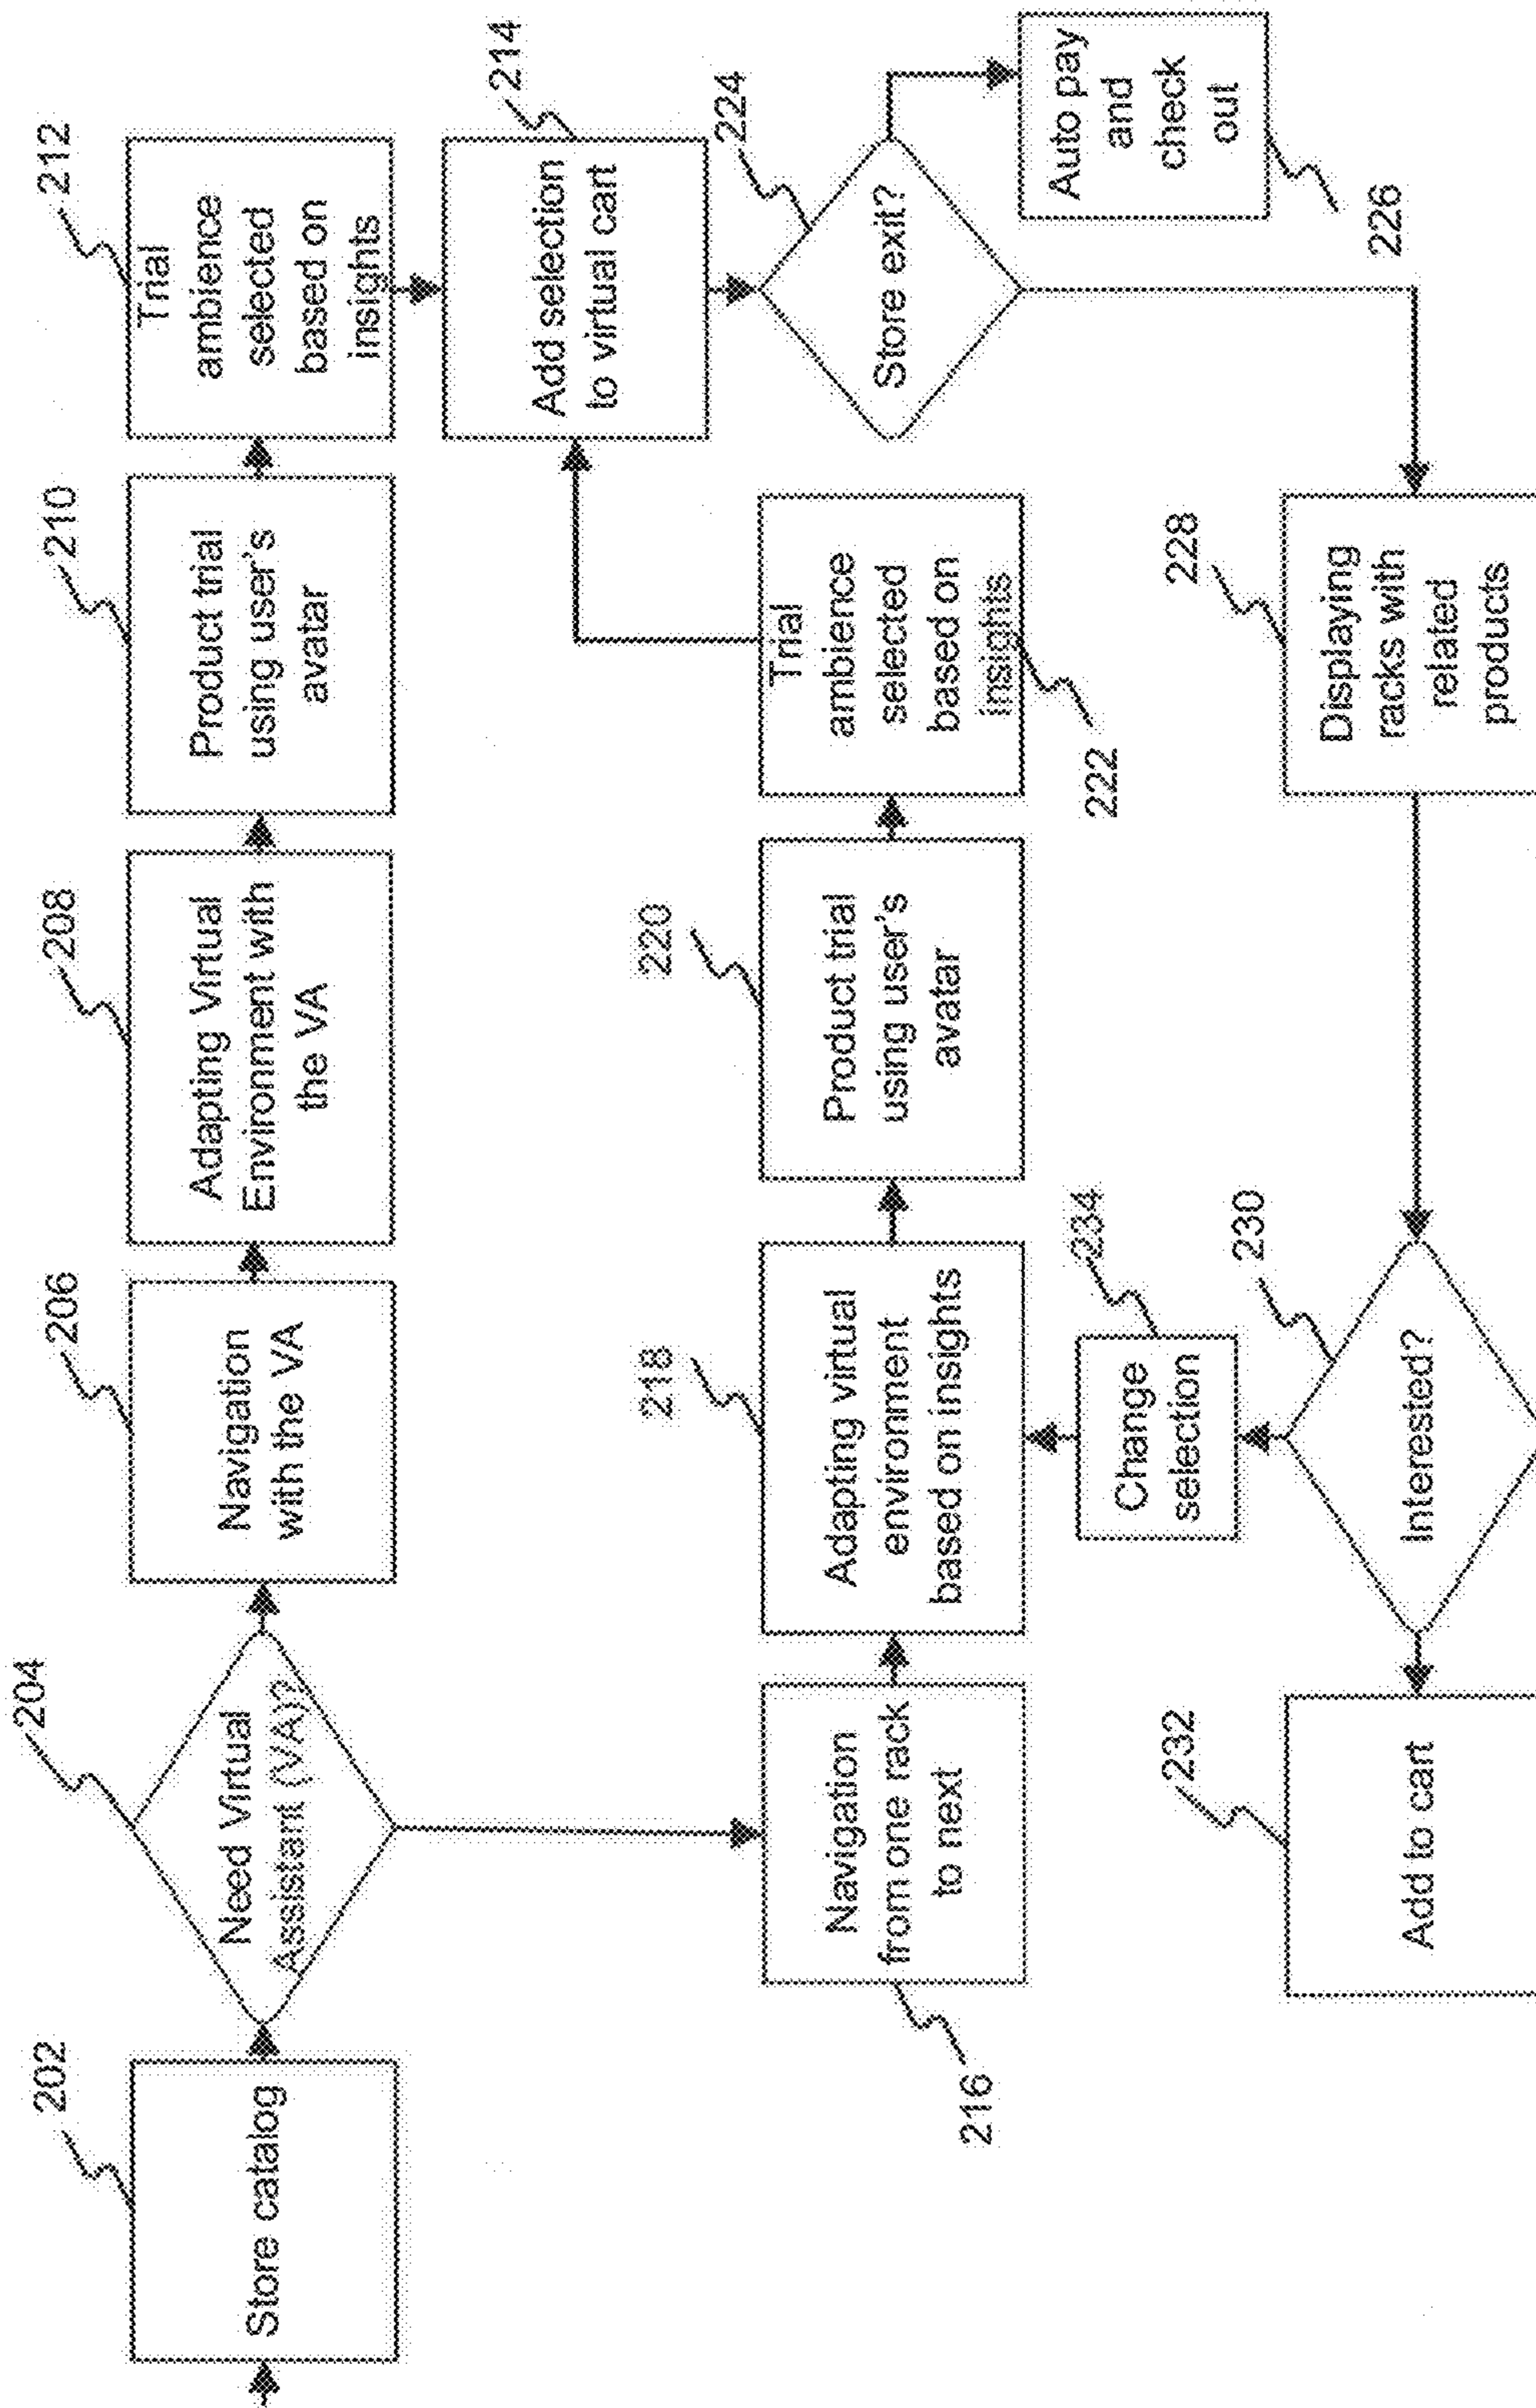 202
Store catalog
204
Need Virtual
Assistant (VA)?
206
Navigation
with the VA
208
Adapting Virtual
Environment with
the VA
210
Product trial
using user's
avatar
212
Trial
ambience
selected
based on
insights
214
Add selection
to virtual cart
216
Navigation
from one rack
to next
218
Adapting virtual
environment
based on insights
220
Product trial
using user's
avatar
222
Trial
ambience
selected
based on
insights
224
Store exit?
226
Auto pay
and
check
out
228
Displaying
racks with
related
products
230
Interested?
232
Add to cart
234
Change
selection